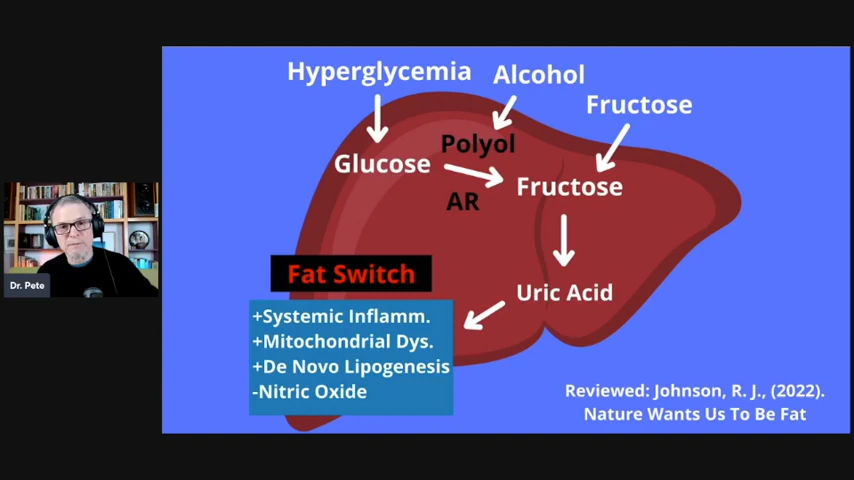 Hyperglycemia
Alcohol
Fructose
Polyol
Glucose
Fructose
AR
Dr. Pete
Fat Switch
Uric Acid
+Systemic Inflamm.
+Mitochondrial Dys.
+De Novo Lipogenesis
-Nitric Oxide
Reviewed: Johnson, R. J., (2022).
Nature Wants Us To Be Fat